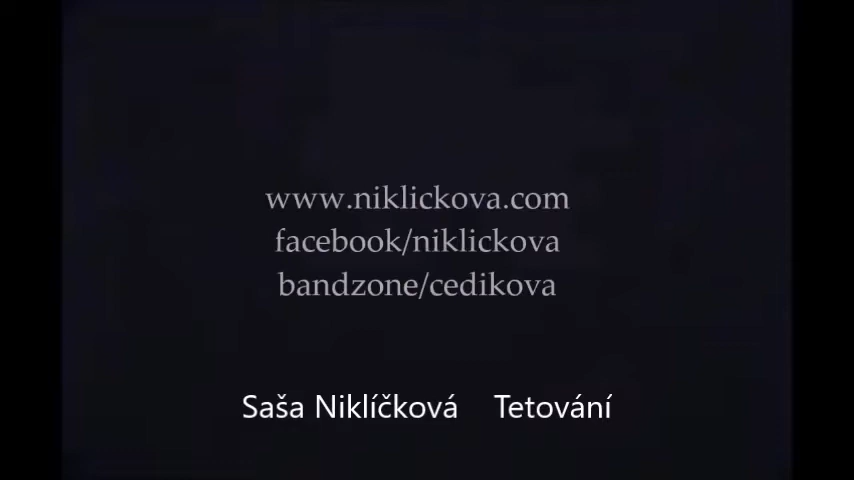 www.niklickova.com
facebook/niklickova
bandzone/cedikova
Saša Niklíčková Tetování